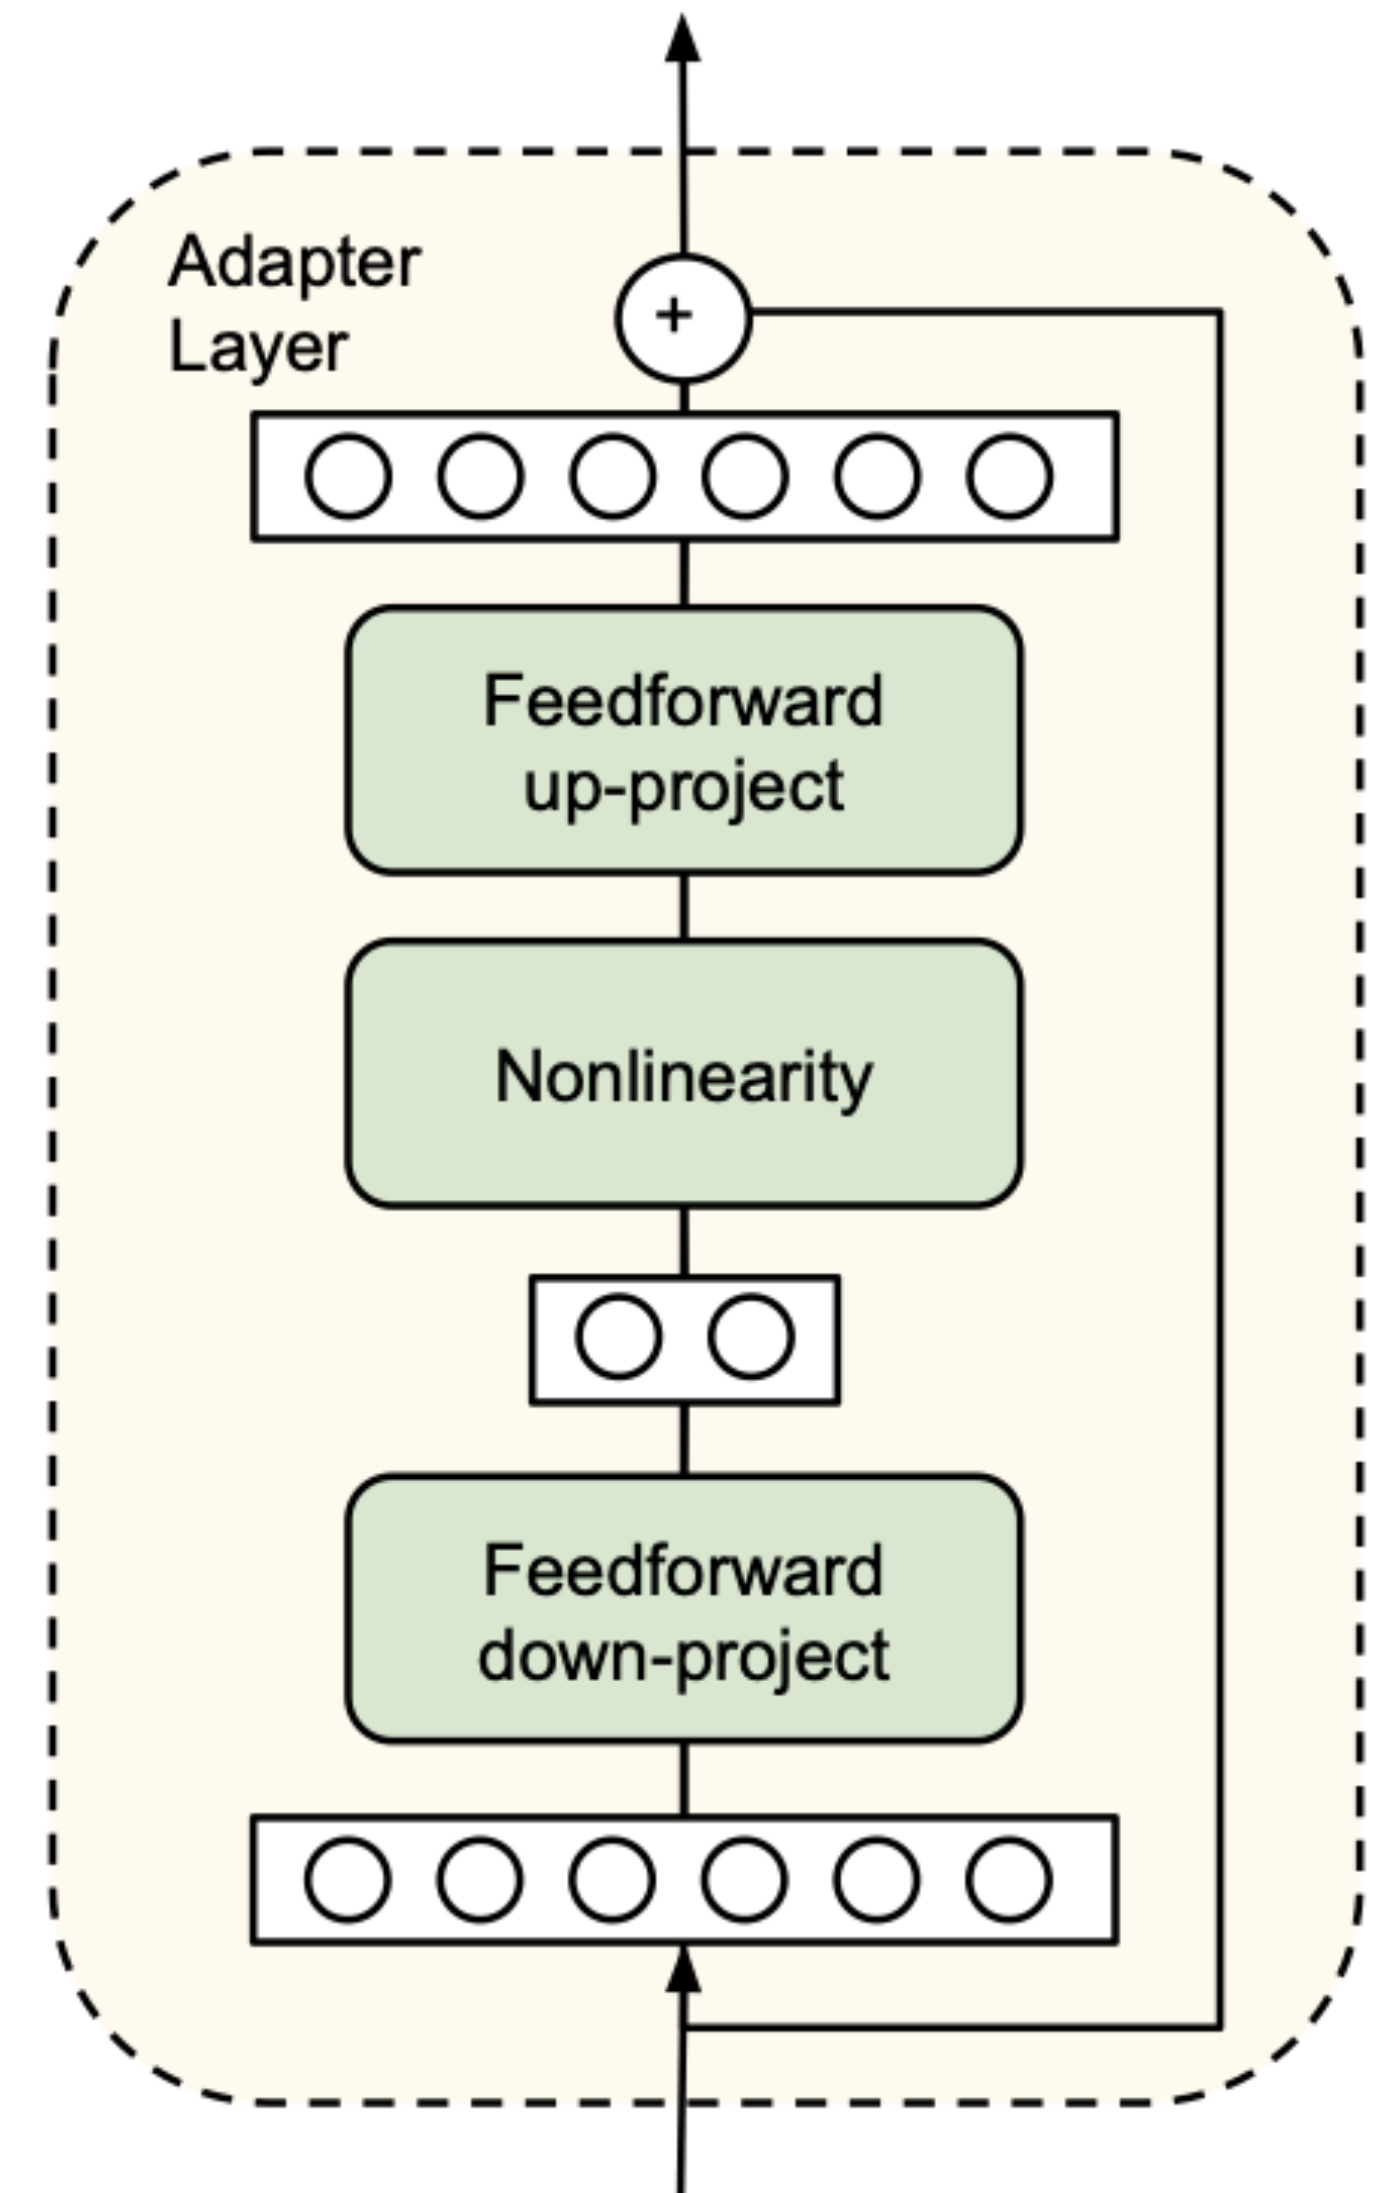 Adapter
Layer
+
Feedforward
up-project
Nonlinearity
Feedforward
down-project